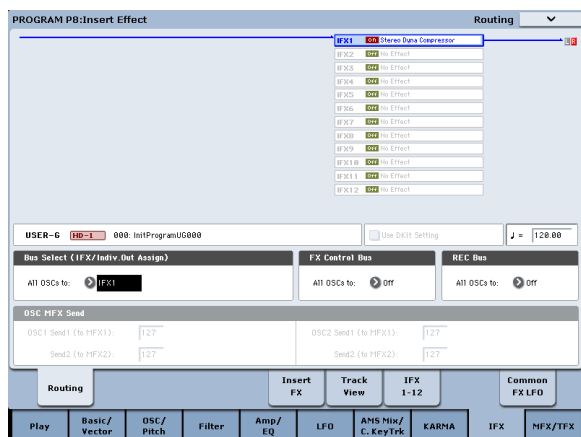 PROGRAM P8:Insert Effect Routing
IFX1 On Stereo Dyna Compressor L R
IFX2 Off No Effect
IFX3 Off No Effect
IFX4 Off No Effect
IFX5 Off No Effect
IFX6 Off No Effect
IFX7 Off No Effect
IFX8 Off No Effect
IFX9 Off No Effect
IFX10 Off No Effect
IFX11 Off No Effect
IFX12 Off No Effect
USER-G HD-1 000: InitProgramUG000 Use DKit Setting ♩ = 120.00
Bus Select (IFX/Indiv.Out Assign) FX Control Bus REC Bus
All OSCs to: IFX1 All OSCs to: Off All OSCs to: Off
OSC MFX Send
OSC1 Send1 (to MFX1): 127 OSC2 Send1 (to MFX1): 127
Send2 (to MFX2): 127 Send2 (to MFX2): 127
Routing Insert FX Track View IFX 1-12 Common FX LFO
Play Basic/Vector OSC/Pitch Filter Amp/EQ LFO AMS Mix/C.KeyTrk KARMA IFX MFX/TFX